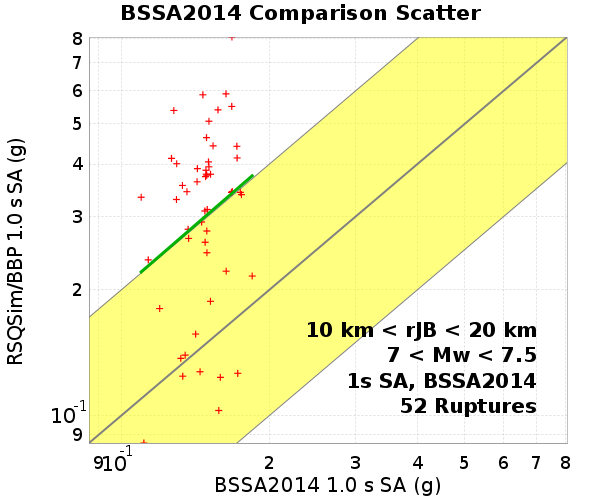 BSSA2014 Comparison Scatter
RSQSim/BBP 1.0 s SA (g)
8
7
6
5
4
3
2
10-1
9
10 km < rJB < 20 km
7 < Mw < 7.5
1s SA, BSSA2014
52 Ruptures
9 10-1 2 3 4 5 6 7 8
BSSA2014 1.0 s SA (g)